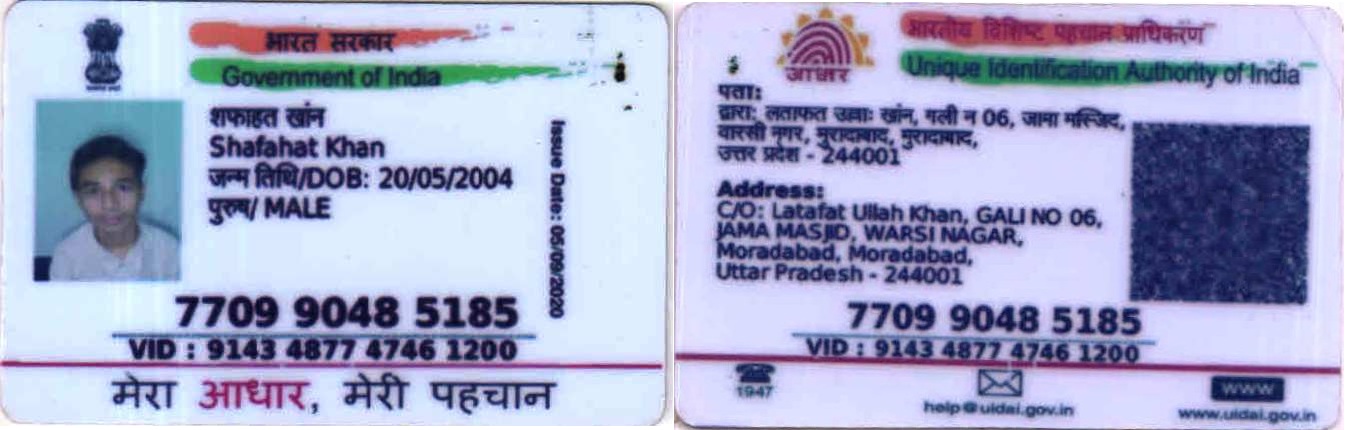 भारत सरकार
Government of India
शफाहत खांन
Shafahat Khan
जन्म तिथि/DOB: 20/05/2004
पुरुष/ MALE
Issue Date: 05/09/2020
7709 9048 5185
VID : 9143 4877 4746 1200
मेरा आधार, मेरी पहचान
भारतीय विशिष्ट पहचान प्राधिकरण
Unique Identification Authority of India
आधार
पता:
द्वारा: लताफत उल्लाः खांन, गली न 06, जामा मस्जिद,
वारसी नगर, मुरादाबाद, मुरादाबाद,
उत्तर प्रदेश - 244001
Address:
C/O: Latafat Ullah Khan, GALI NO 06,
JAMA MASJID, WARSI NAGAR,
Moradabad, Moradabad,
Uttar Pradesh - 244001
7709 9048 5185
VID : 9143 4877 4746 1200
1947
help@uidai.gov.in
www
www.uidai.gov.in